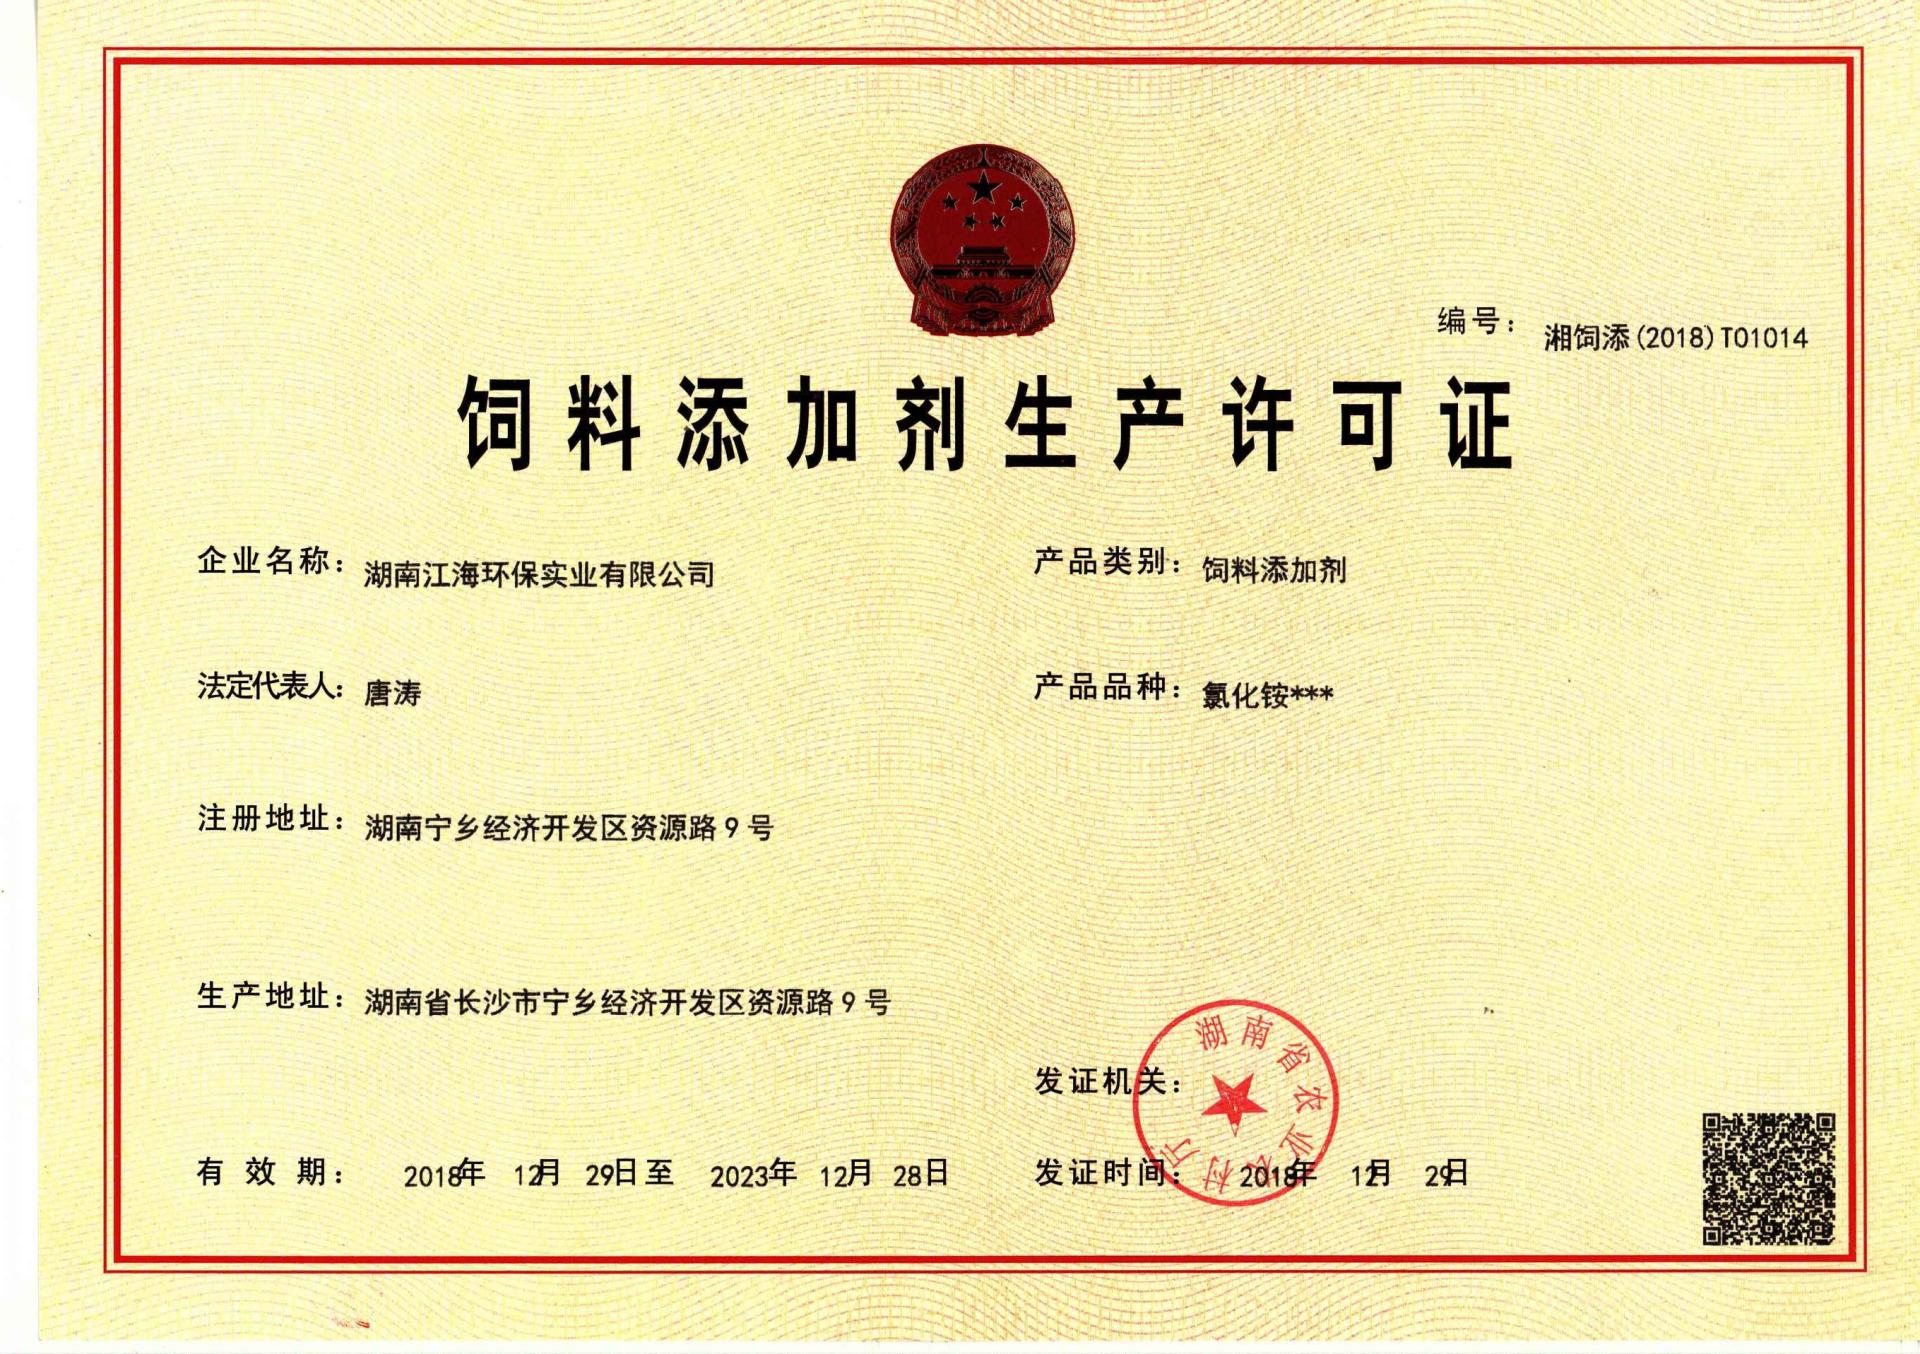 编号：湘饲添(2018)T01014
饲料添加剂生产许可证
企业名称：湖南江海环保实业有限公司
产品类别：饲料添加剂
法定代表人：唐涛
产品品种：氯化铵***
注册地址：湖南宁乡经济开发区资源路9号
生产地址：湖南省长沙市宁乡经济开发区资源路9号
发证机关：
湖南省农业农村厅
有效期：2018年12月29日至2023年12月28日
发证时间：2018年12月29日